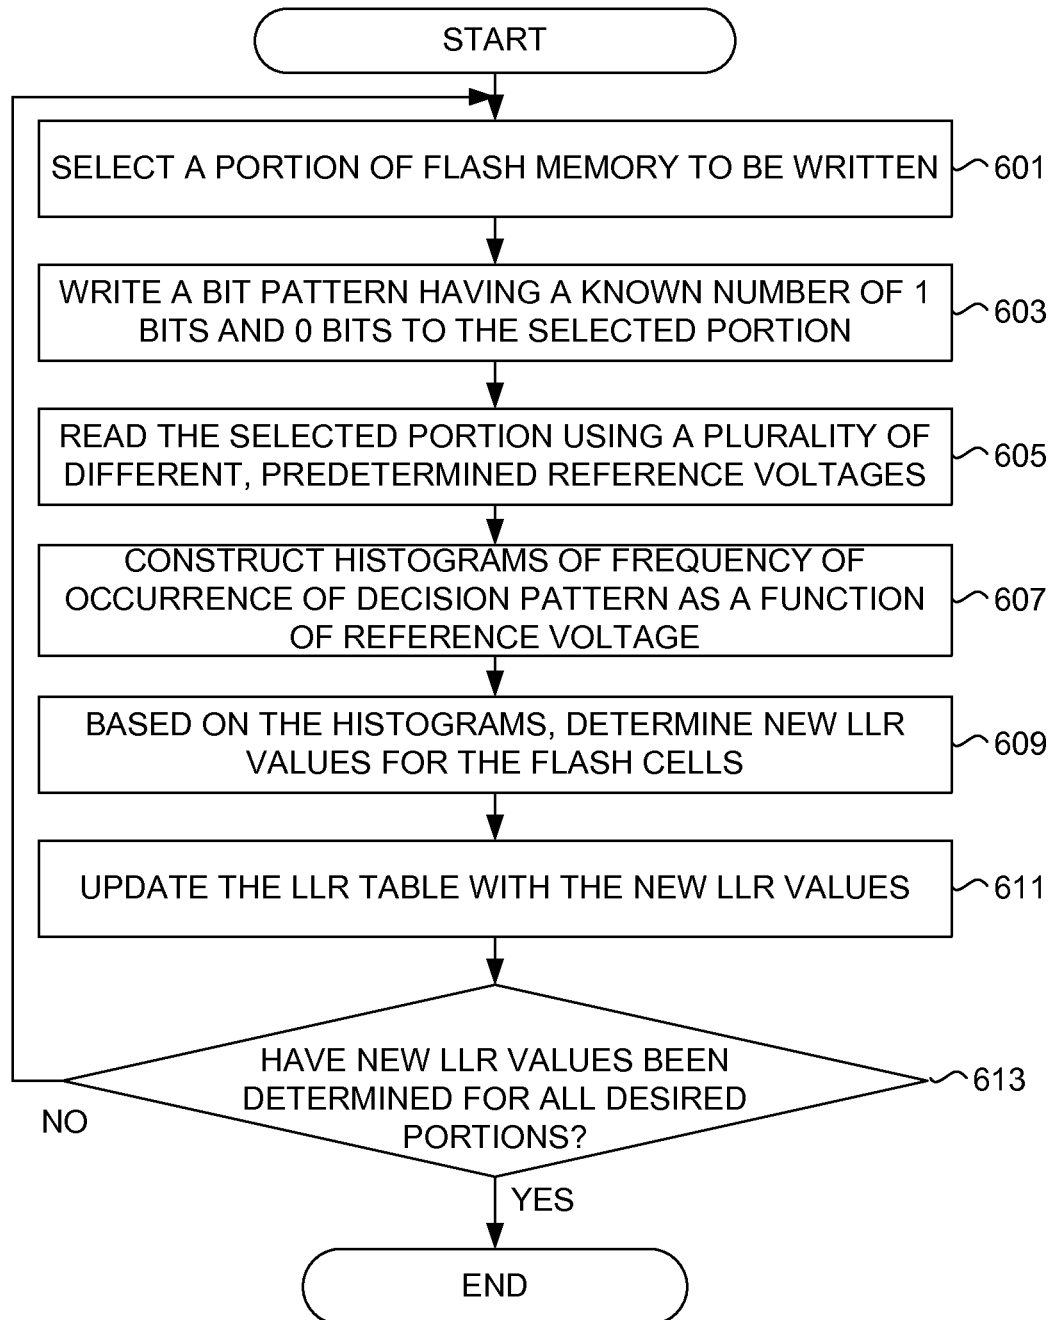 START
SELECT A PORTION OF FLASH MEMORY TO BE WRITTEN
601
WRITE A BIT PATTERN HAVING A KNOWN NUMBER OF 1
BITS AND 0 BITS TO THE SELECTED PORTION
603
READ THE SELECTED PORTION USING A PLURALITY OF
DIFFERENT, PREDETERMINED REFERENCE VOLTAGES
605
CONSTRUCT HISTOGRAMS OF FREQUENCY OF
OCCURRENCE OF DECISION PATTERN AS A FUNCTION
OF REFERENCE VOLTAGE
607
BASED ON THE HISTOGRAMS, DETERMINE NEW LLR
VALUES FOR THE FLASH CELLS
609
UPDATE THE LLR TABLE WITH THE NEW LLR VALUES
611
HAVE NEW LLR VALUES BEEN
DETERMINED FOR ALL DESIRED
PORTIONS?
613
NO
YES
END